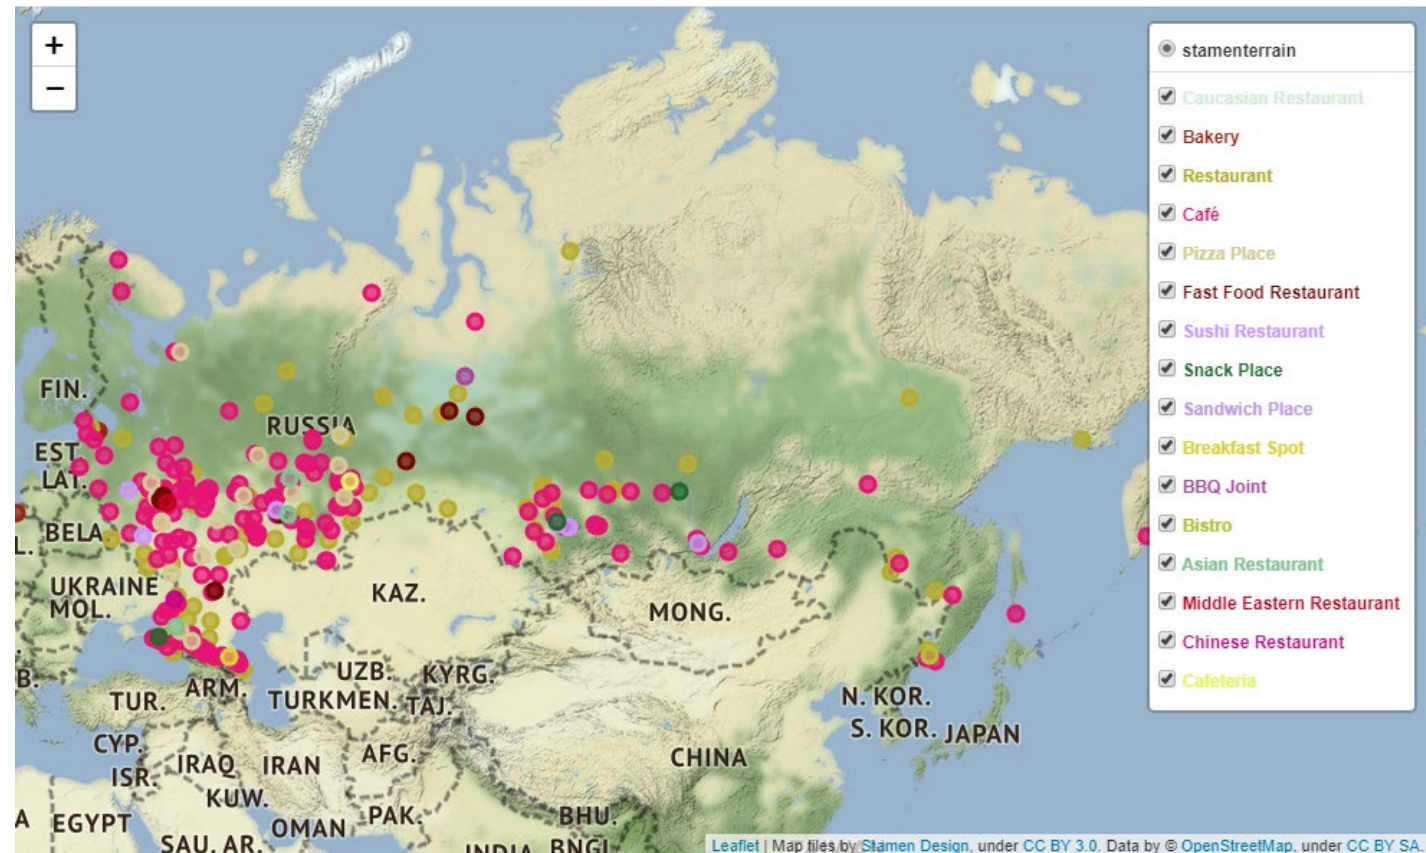 +
−
stamenterrain
Caucasian Restaurant
Bakery
Restaurant
Café
Pizza Place
Fast Food Restaurant
Sushi Restaurant
Snack Place
Sandwich Place
Breakfast Spot
BBQ Joint
Bistro
Asian Restaurant
Middle Eastern Restaurant
Chinese Restaurant
Cafeteria
FIN.
RUSSIA
EST.
LAT.
BELA.
L.
UKRAINE
MOL.
KAZ.
MONG.
B.
UZB.
KYRG.
ARM.
TUR.
TURKMEN.
TAJ.
N. KOR.
S. KOR.
JAPAN
CYP.
IRAQ
IRAN
AFG.
CHINA
ISR.
KUW.
A
EGYPT
OMAN
PAK.
BHU.
SAU. AR.
INDIA
BNGL
Leaflet | Map tiles by Stamen Design, under CC BY 3.0. Data by © OpenStreetMap, under CC BY SA.